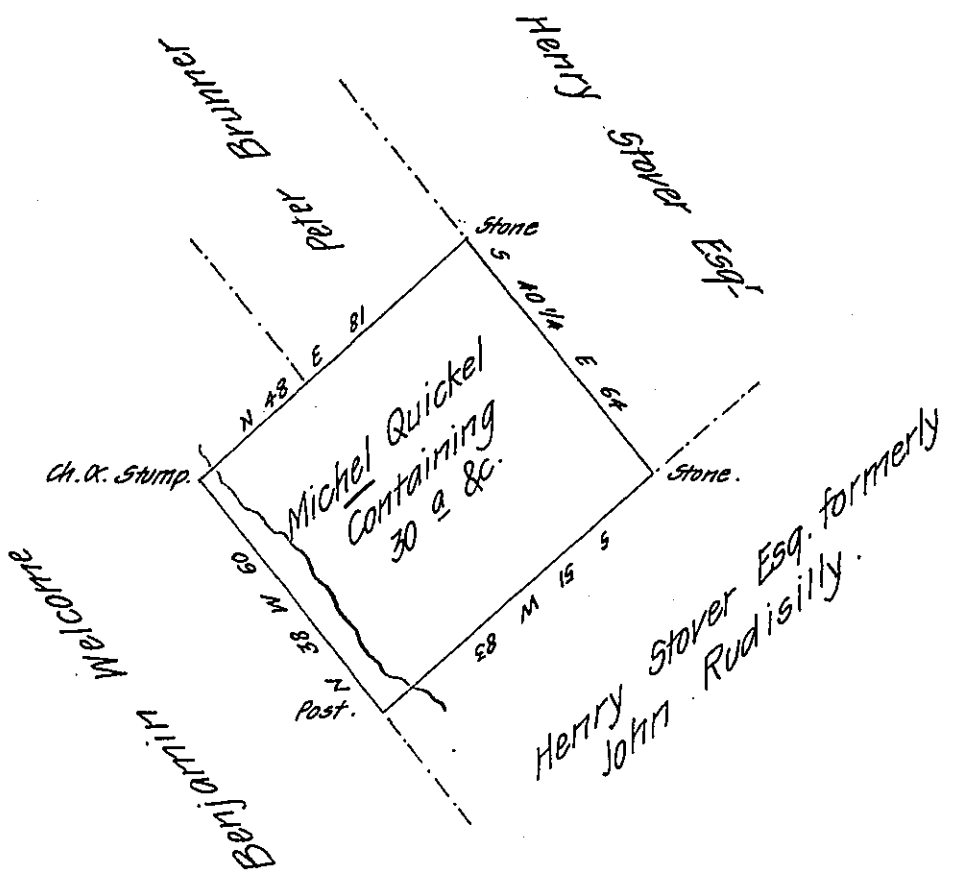 Peter Brunner
Henry Stover Esqr
Stone
N 48 E 81
S 40 1/4 E 64
Michel Quickel
Containing
30 a &c.
Ch. O. Stump.
Stone.
N 38 W 60
S 51 W 83
Post.
Benjamin Welcome
Henry Stover Esq. formerly
John Rudisilly.